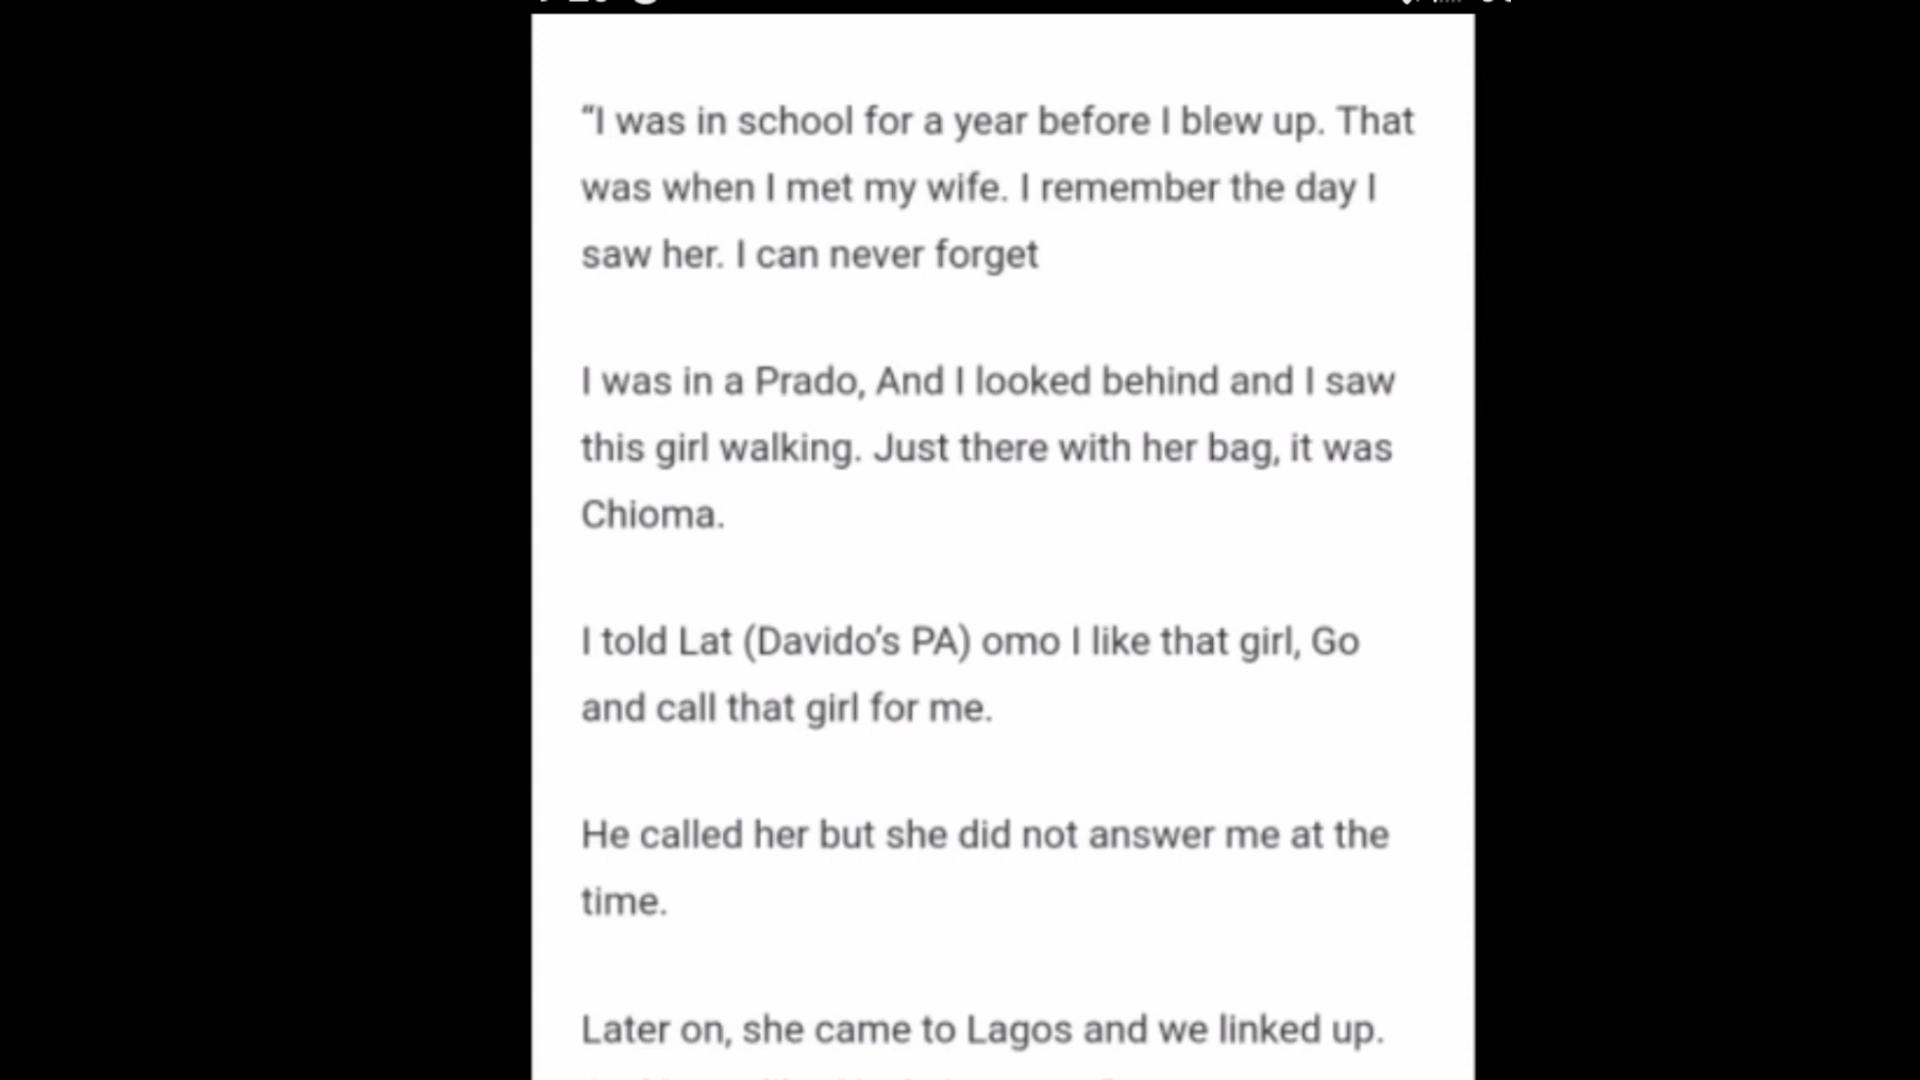 “I was in school for a year before I blew up. That
was when I met my wife. I remember the day I
saw her. I can never forget
I was in a Prado, And I looked behind and I saw
this girl walking. Just there with her bag, it was
Chioma.
I told Lat (Davido’s PA) omo I like that girl, Go
and call that girl for me.
He called her but she did not answer me at the
time.
Later on, she came to Lagos and we linked up.